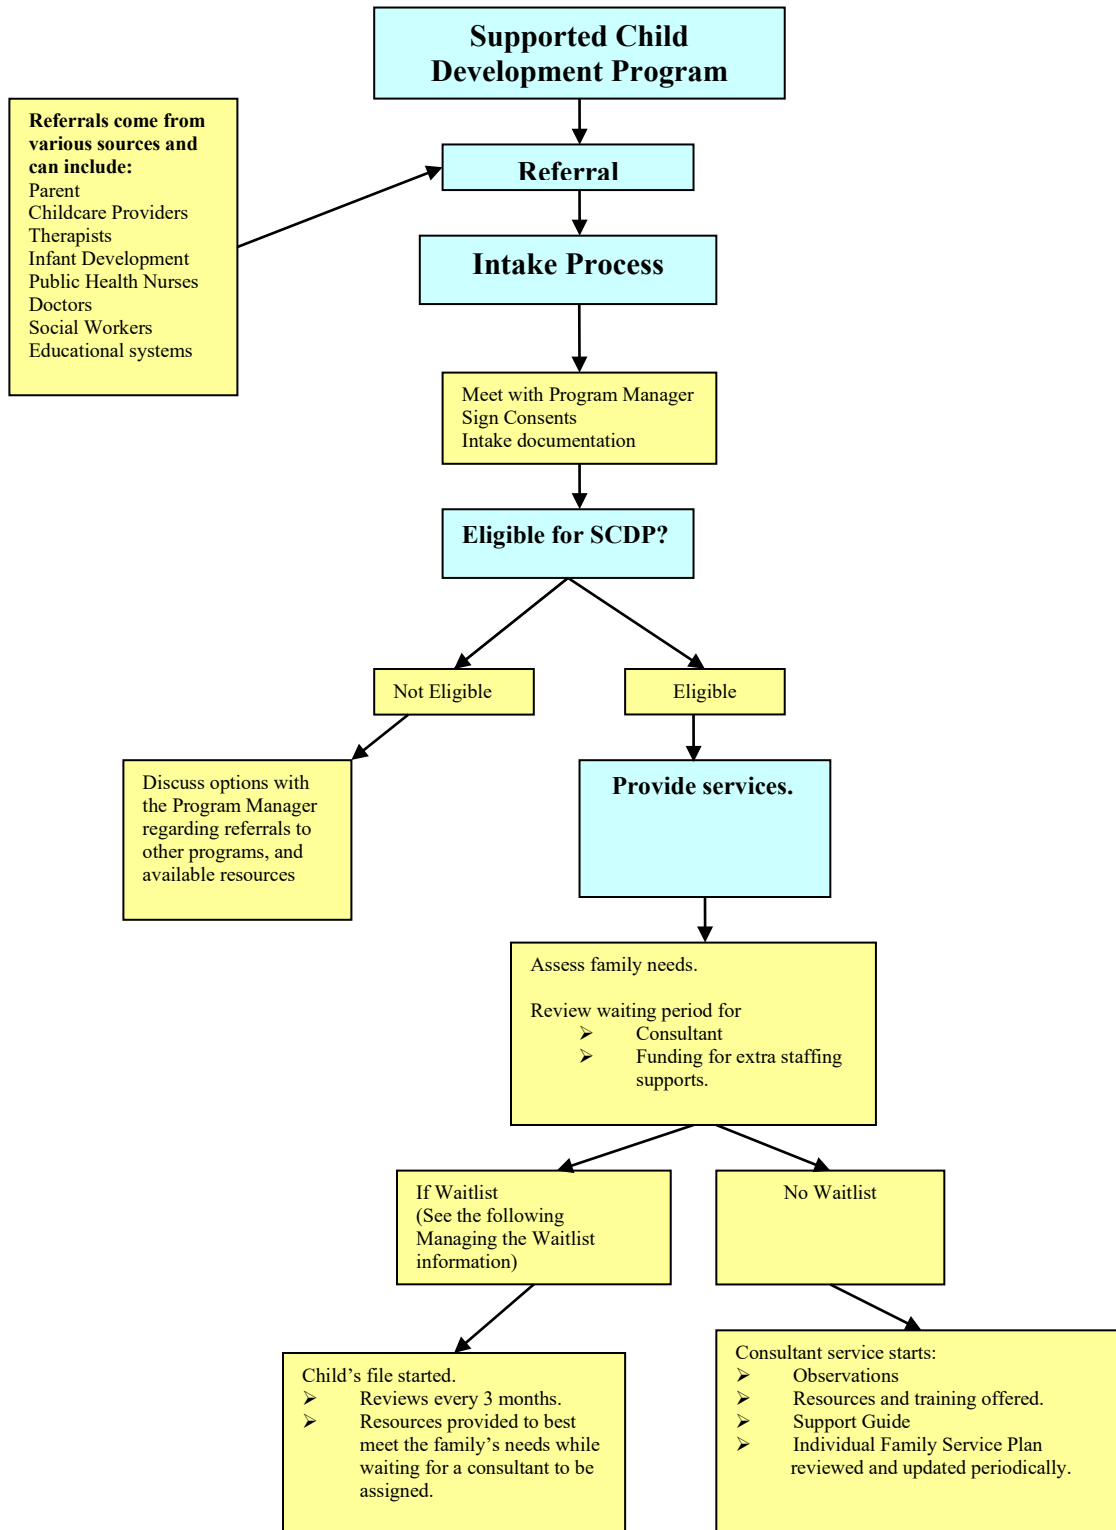 Supported Child
Development Program
Referrals come from
various sources and
can include:
Parent
Childcare Providers
Therapists
Infant Development
Public Health Nurses
Doctors
Social Workers
Educational systems
Referral
Intake Process
Meet with Program Manager
Sign Consents
Intake documentation
Eligible for SCDP?
Not Eligible
Eligible
Discuss options with
the Program Manager
regarding referrals to
other programs, and
available resources
Provide services.
Assess family needs.
Review waiting period for
➢ Consultant
➢ Funding for extra staffing
supports.
If Waitlist
(See the following
Managing the Waitlist
information)
No Waitlist
Child’s file started.
➢ Reviews every 3 months.
➢ Resources provided to best
meet the family’s needs while
waiting for a consultant to be
assigned.
Consultant service starts:
➢ Observations
➢ Resources and training offered.
➢ Support Guide
➢ Individual Family Service Plan
reviewed and updated periodically.